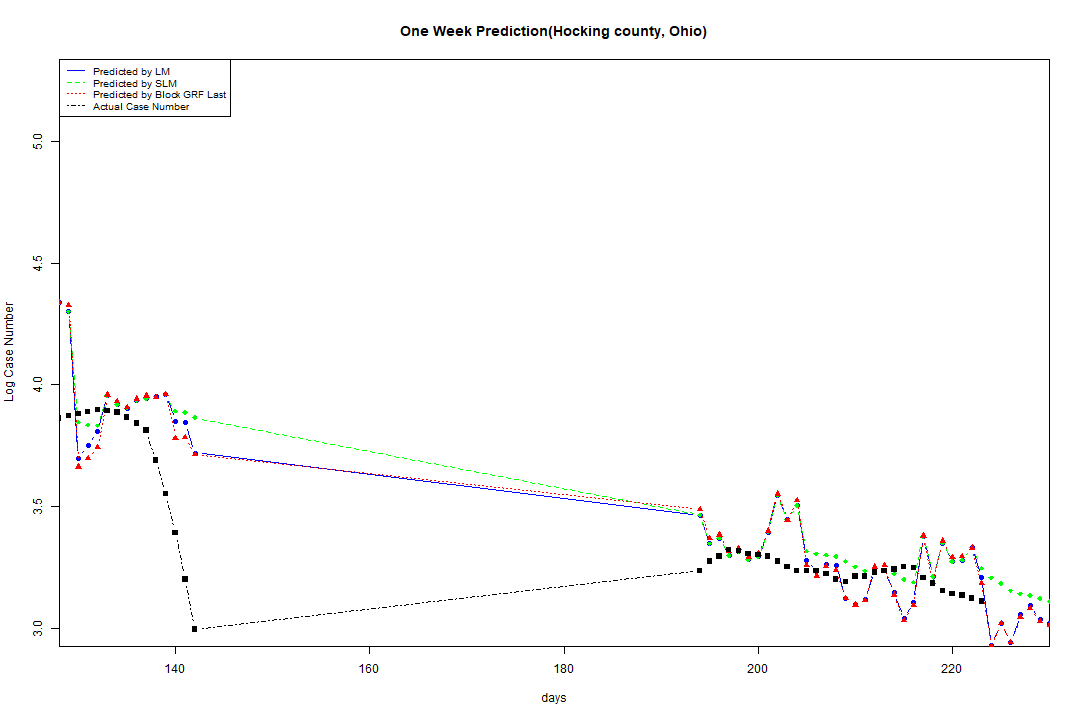 One Week Prediction(Hocking county, Ohio)
Predicted by LM
Predicted by SLM
Predicted by Block GRF Last
Actual Case Number
5.0
4.5
4.0
3.5
3.0
Log Case Number
140 160 180 200 220
days